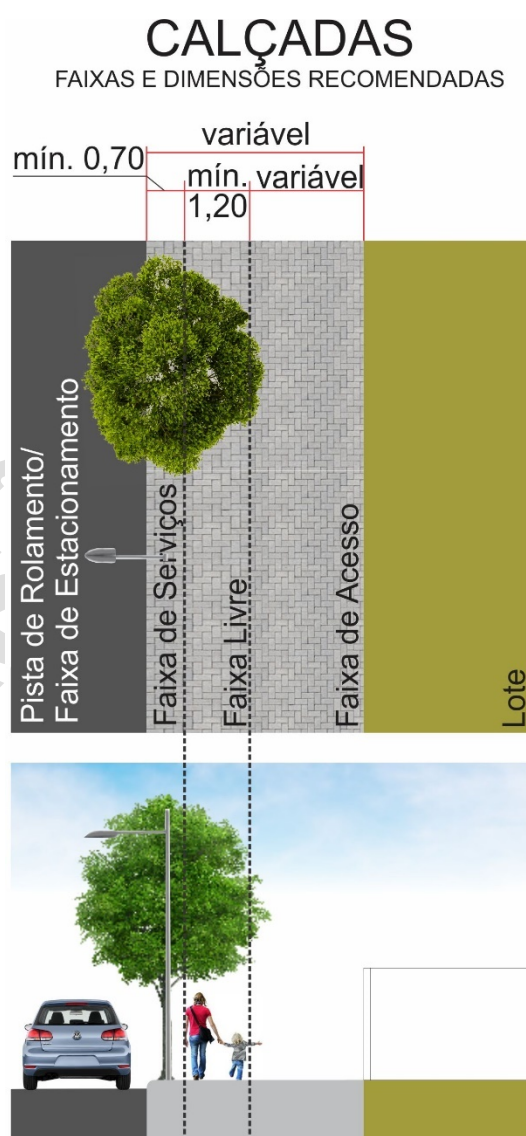 CALÇADAS
FAIXAS E DIMENSÕES RECOMENDADAS
variável
mín. 0,70
mín.
1,20
variável
Pista de Rolamento/
Faixa de Estacionamento
Faixa de Serviços
Faixa Livre
Faixa de Acesso
Lote